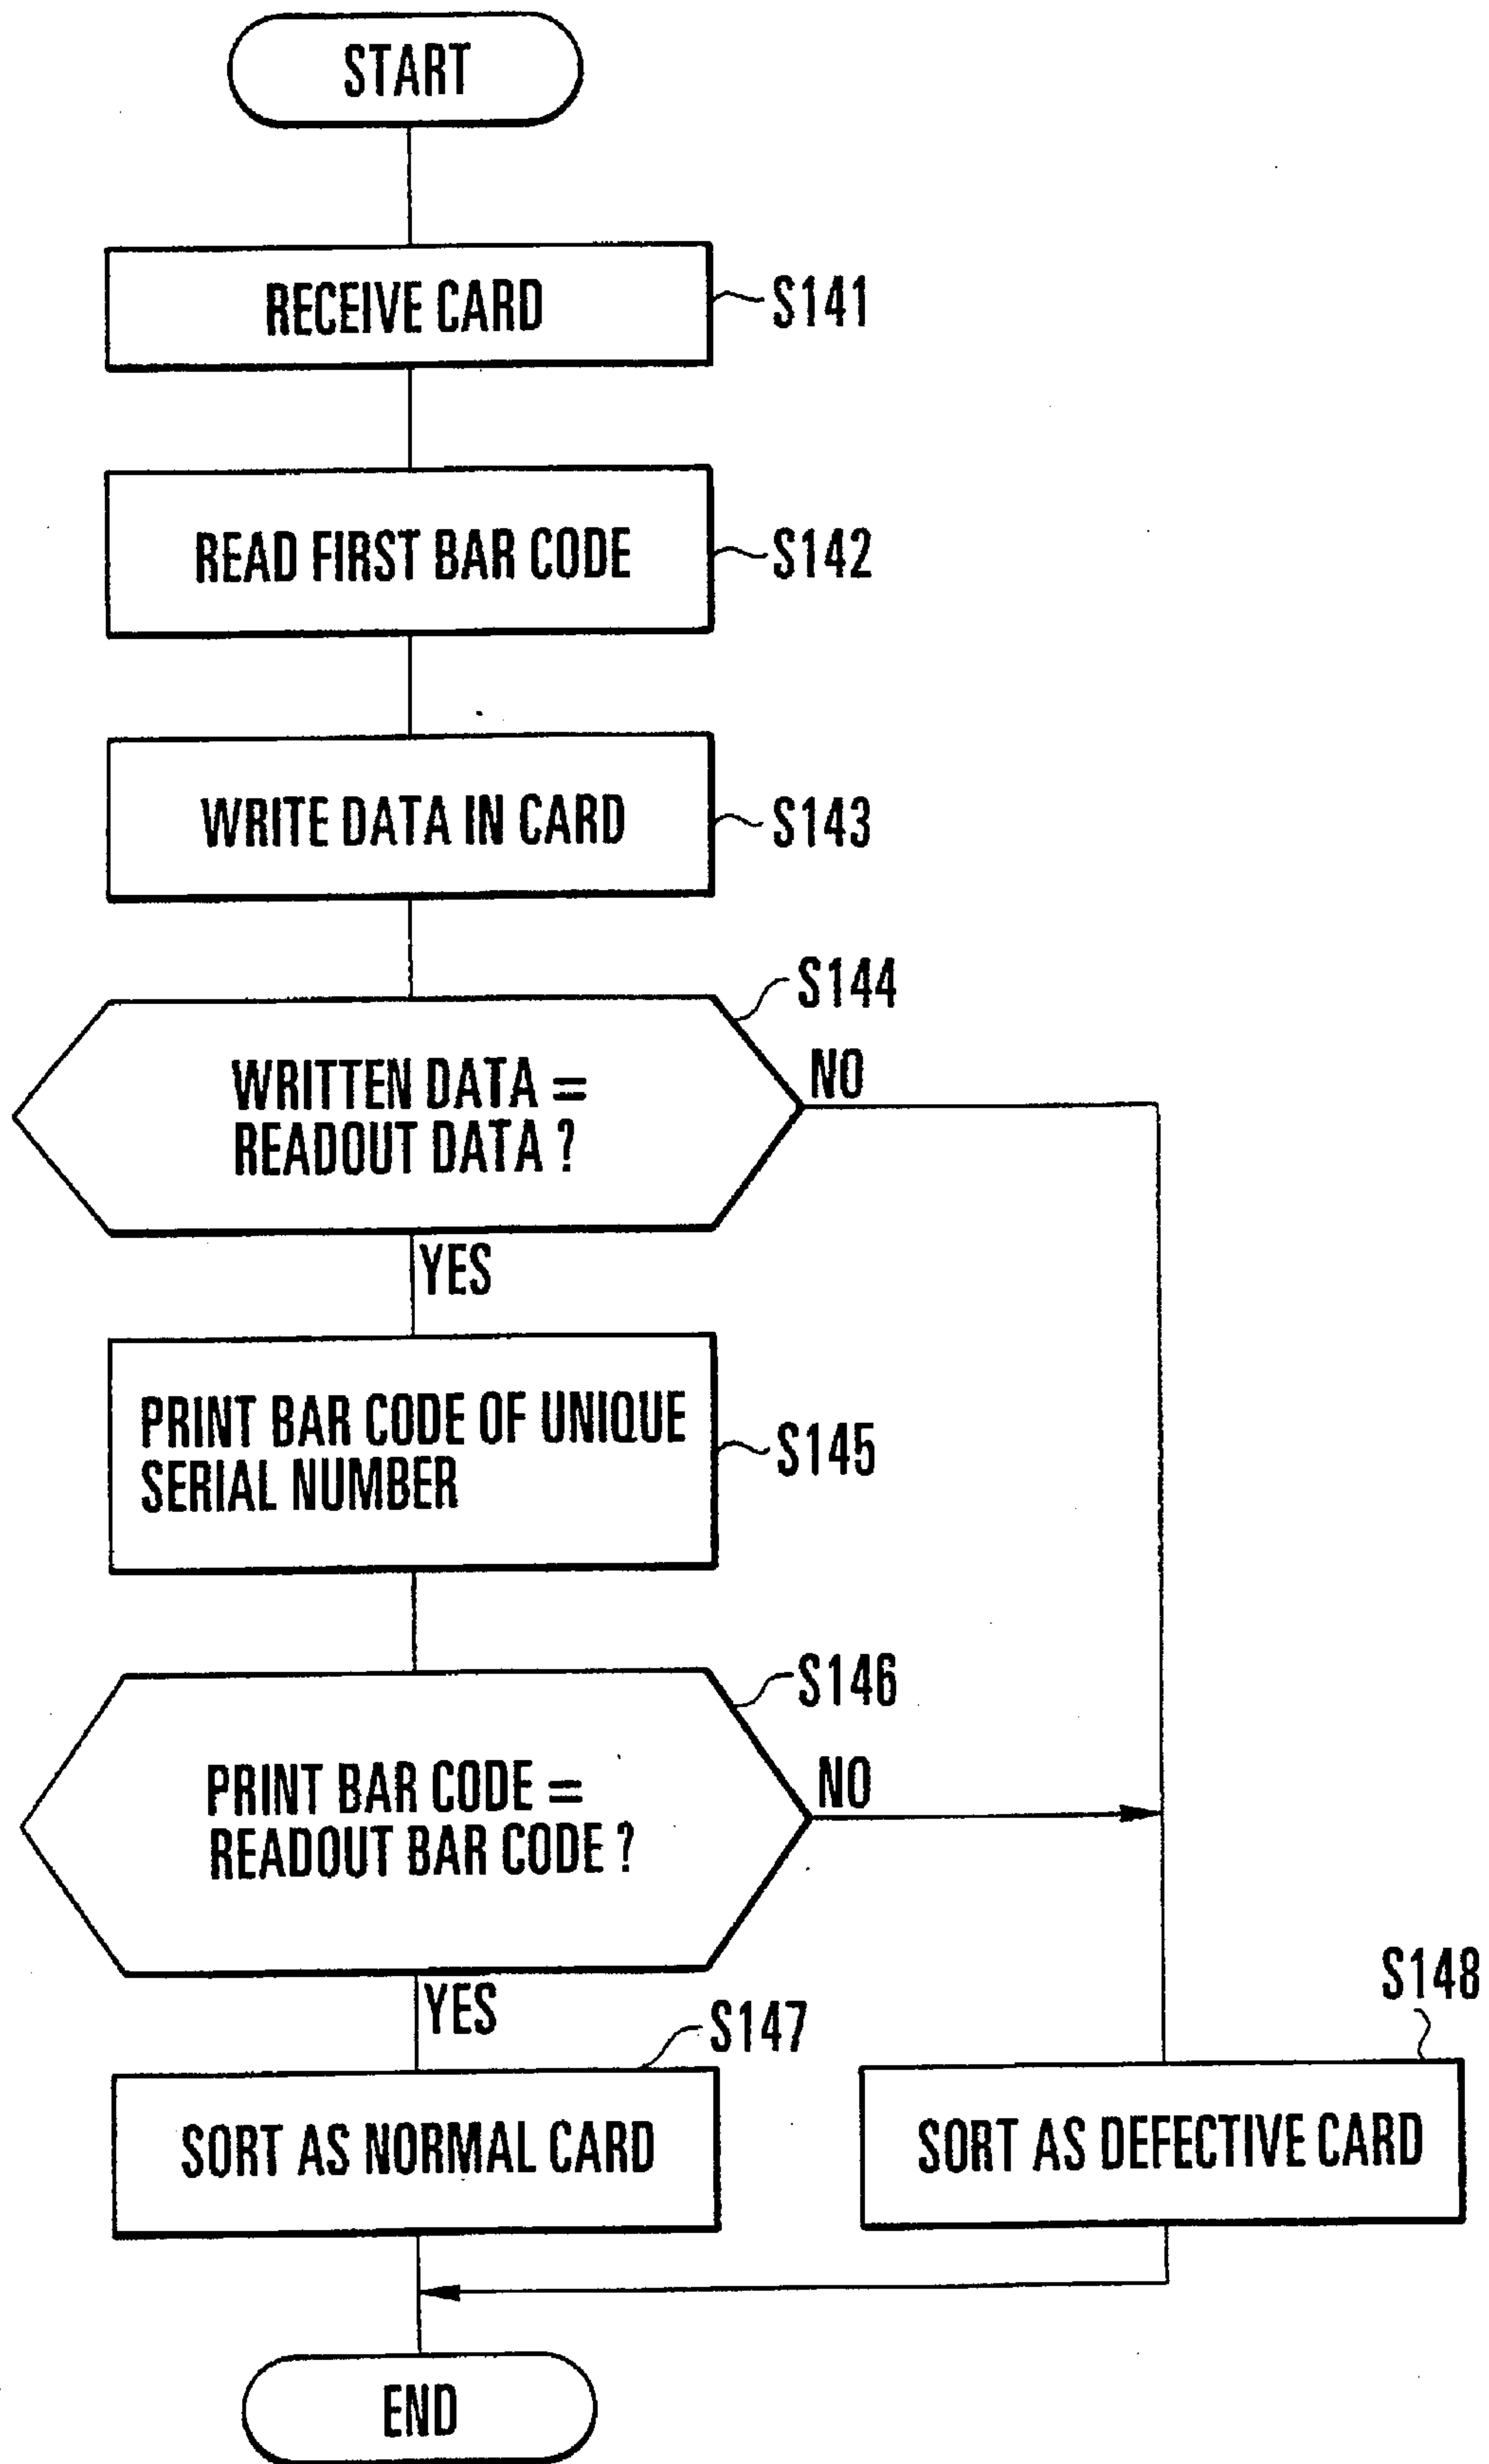 START
RECEIVE CARD
S141
READ FIRST BAR CODE
S142
WRITE DATA IN CARD
S143
S144
WRITTEN DATA =
READOUT DATA ?
NO
YES
PRINT BAR CODE OF UNIQUE
SERIAL NUMBER
S145
S146
PRINT BAR CODE =
READOUT BAR CODE ?
NO
YES
S147
S148
SORT AS NORMAL CARD
SORT AS DEFECTIVE CARD
END